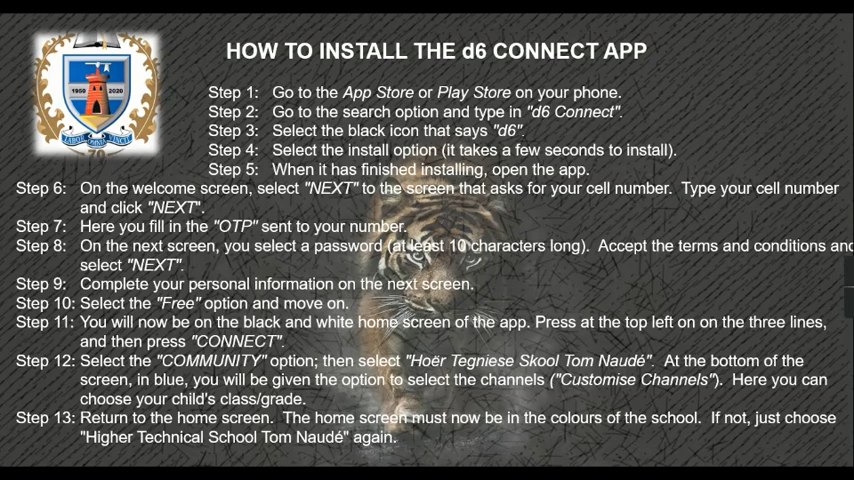 HOW TO INSTALL THE d6 CONNECT APP
1950 2020
LABOR OMNIA VINCIT
70
Step 1: Go to the App Store or Play Store on your phone.
Step 2: Go to the search option and type in "d6 Connect".
Step 3: Select the black icon that says "d6".
Step 4: Select the install option (it takes a few seconds to install).
Step 5: When it has finished installing, open the app.
Step 6: On the welcome screen, select "NEXT" to the screen that asks for your cell number. Type your cell number
and click "NEXT".
Step 7: Here you fill in the "OTP" sent to your number.
Step 8: On the next screen, you select a password (at least 10 characters long). Accept the terms and conditions and
select "NEXT".
Step 9: Complete your personal information on the next screen.
Step 10: Select the "Free" option and move on.
Step 11: You will now be on the black and white home screen of the app. Press at the top left on on the three lines,
and then press "CONNECT".
Step 12: Select the "COMMUNITY" option; then select "Hoër Tegniese Skool Tom Naudé". At the bottom of the
screen, in blue, you will be given the option to select the channels ("Customise Channels"). Here you can
choose your child's class/grade.
Step 13: Return to the home screen. The home screen must now be in the colours of the school. If not, just choose
"Higher Technical School Tom Naudé" again.